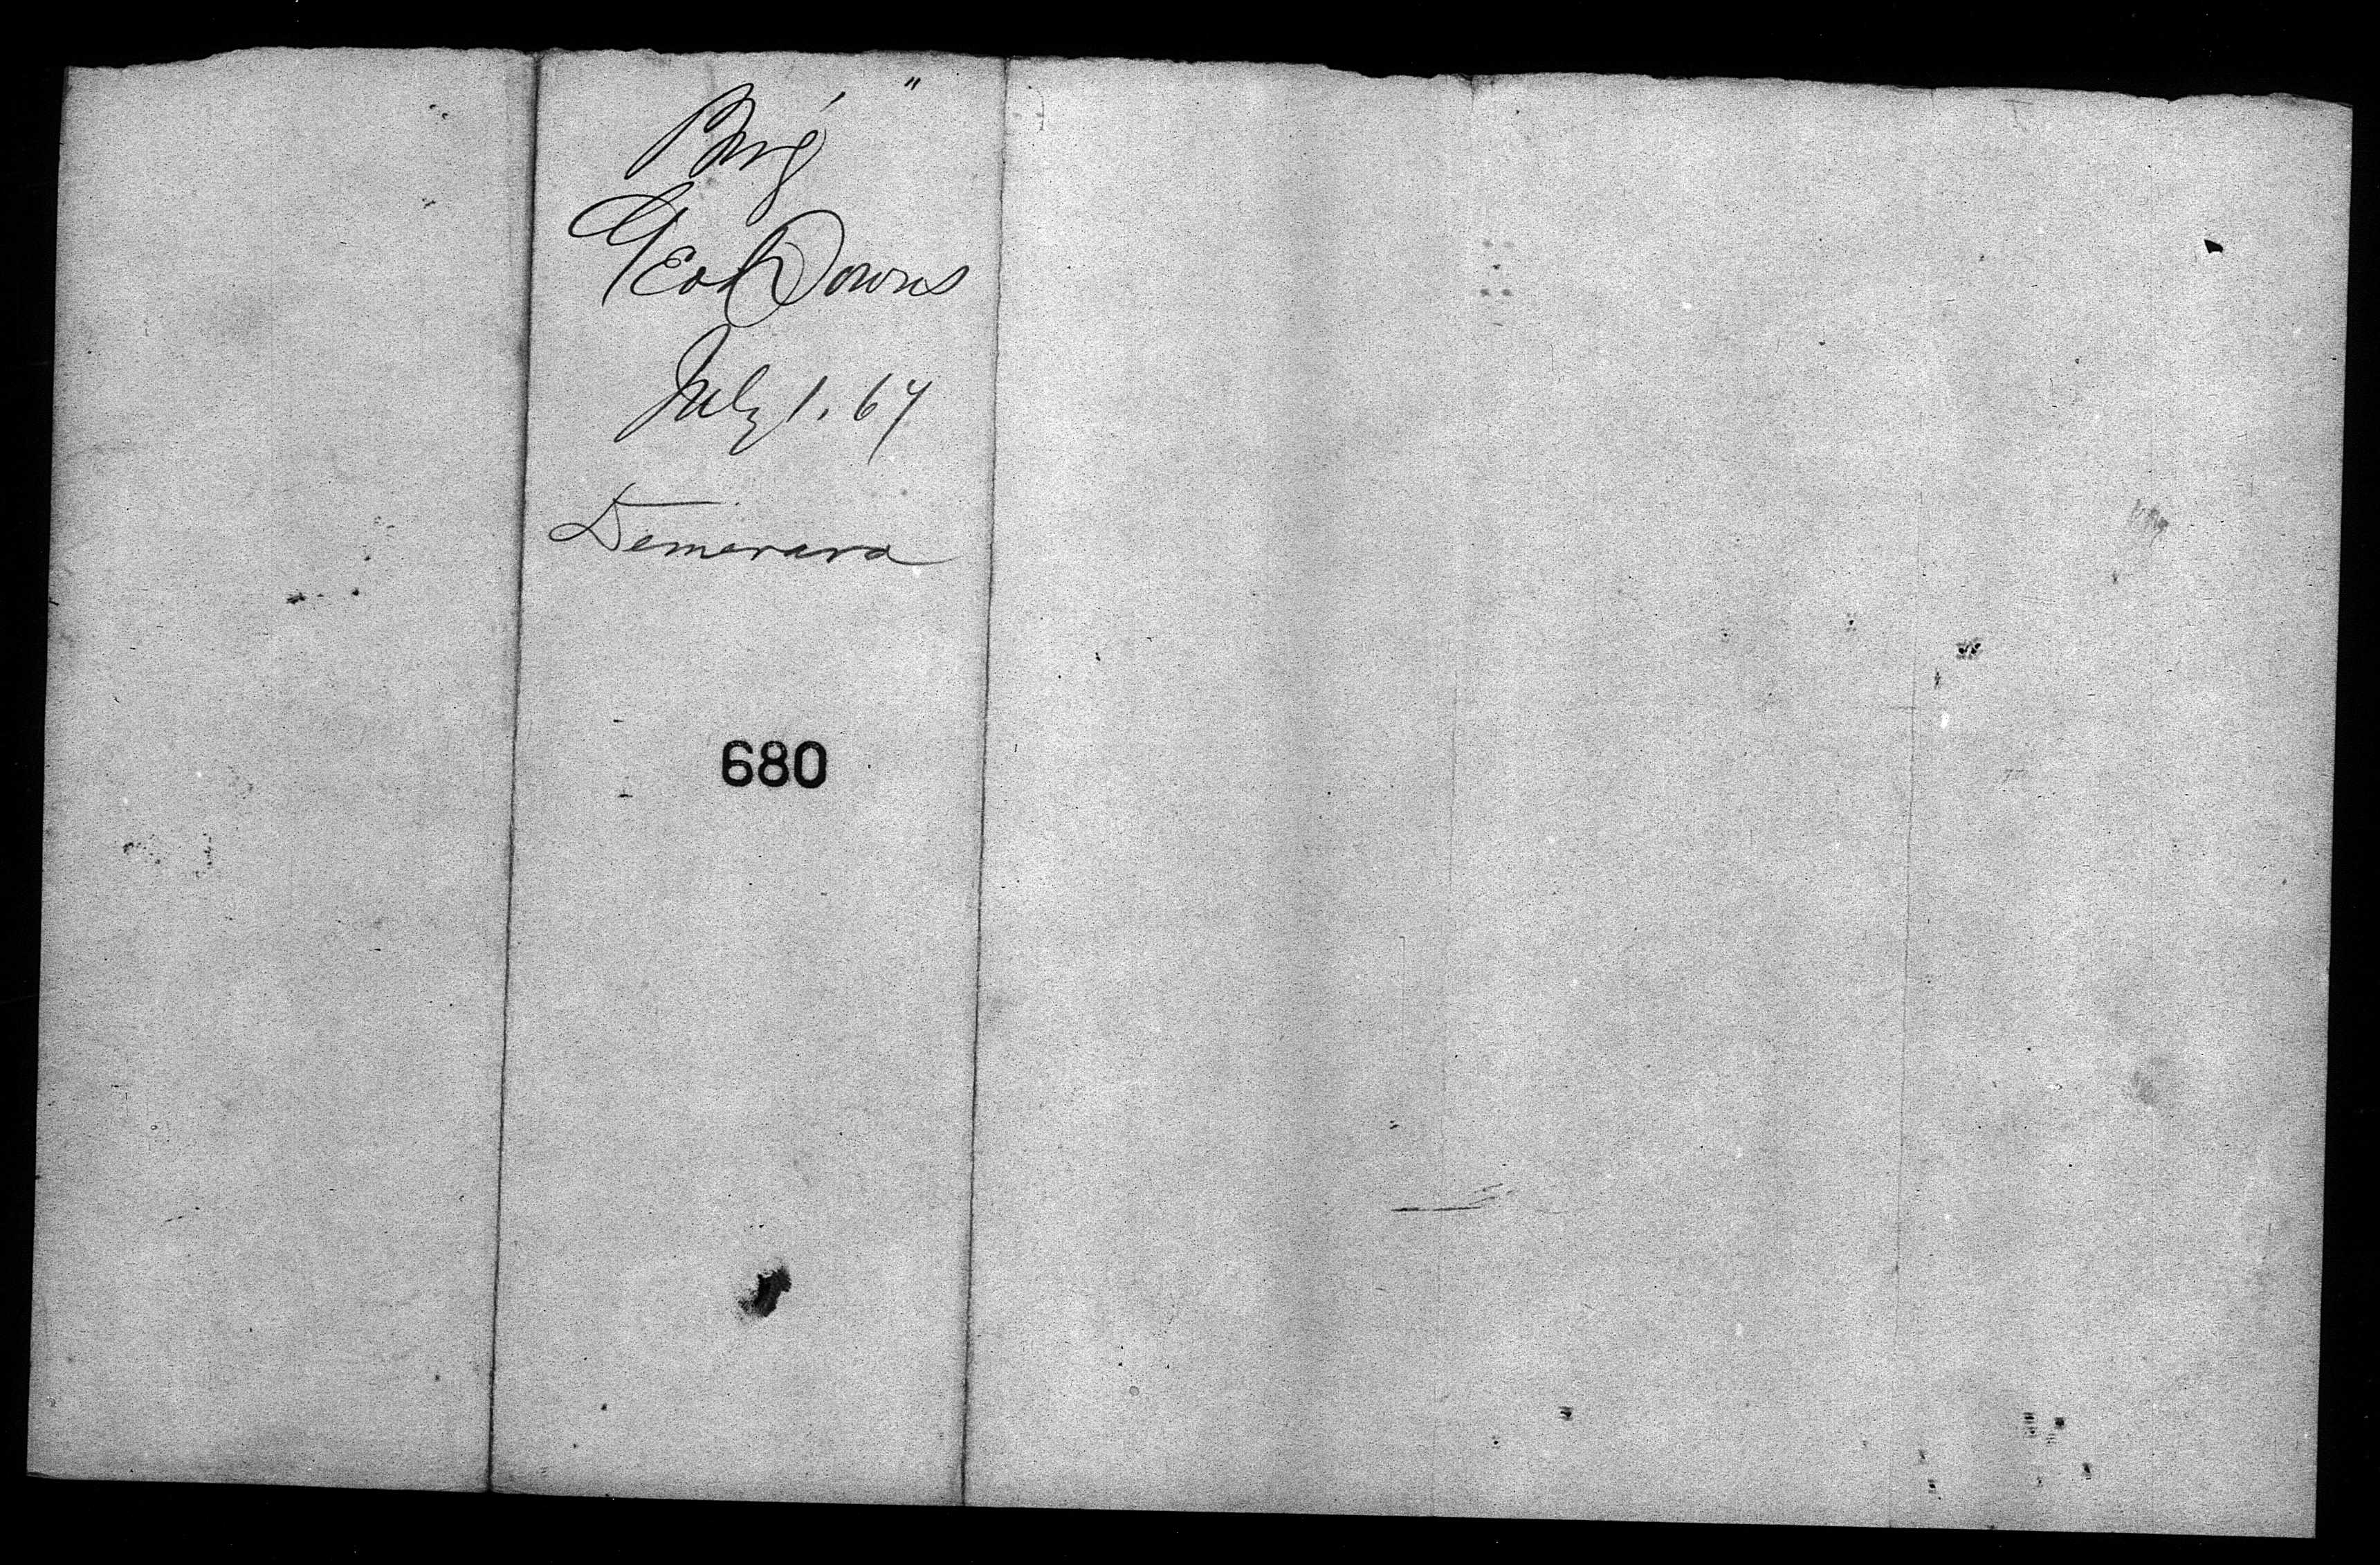 Brig "
Geo Downs
July 1. 67
Demerara
680